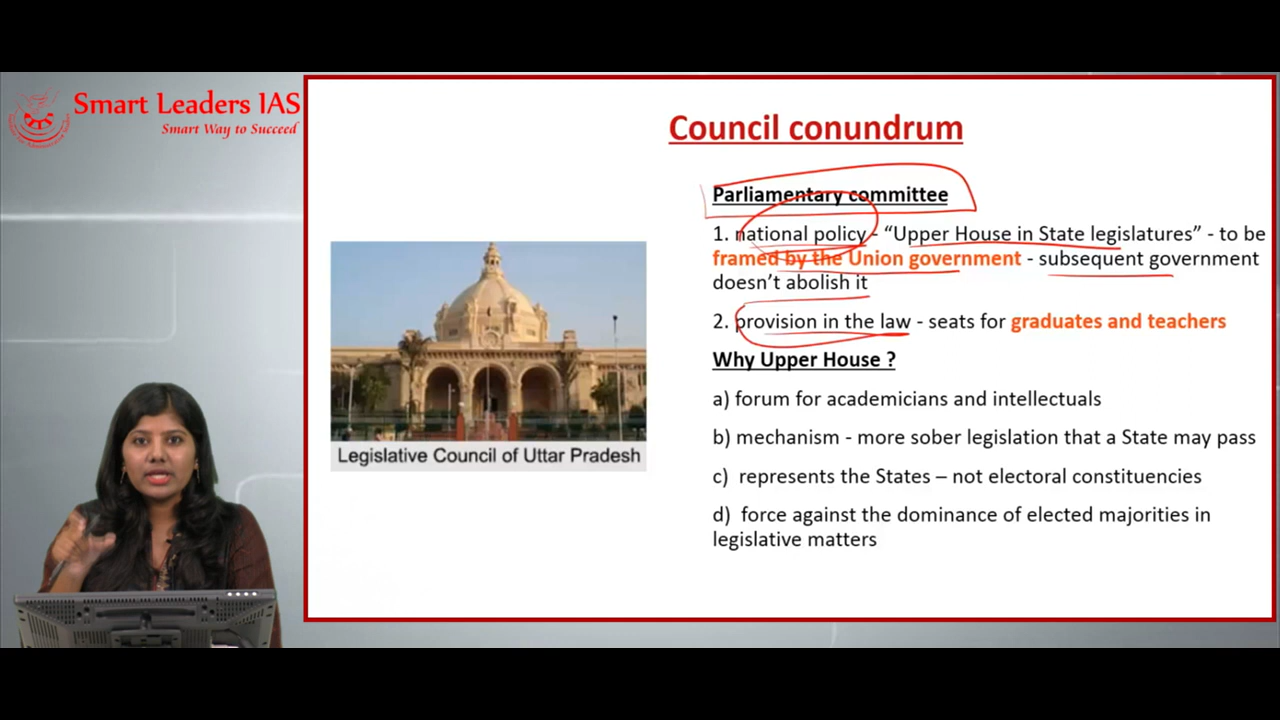 Smart Leaders IAS
Smart Way to Succeed
Council conundrum
Parliamentary committee
1. national policy - “Upper House in State legislatures” - to be
framed by the Union government - subsequent government
doesn’t abolish it
2. provision in the law - seats for graduates and teachers
Why Upper House ?
a) forum for academicians and intellectuals
b) mechanism - more sober legislation that a State may pass
c) represents the States – not electoral constituencies
d) force against the dominance of elected majorities in
legislative matters
Legislative Council of Uttar Pradesh